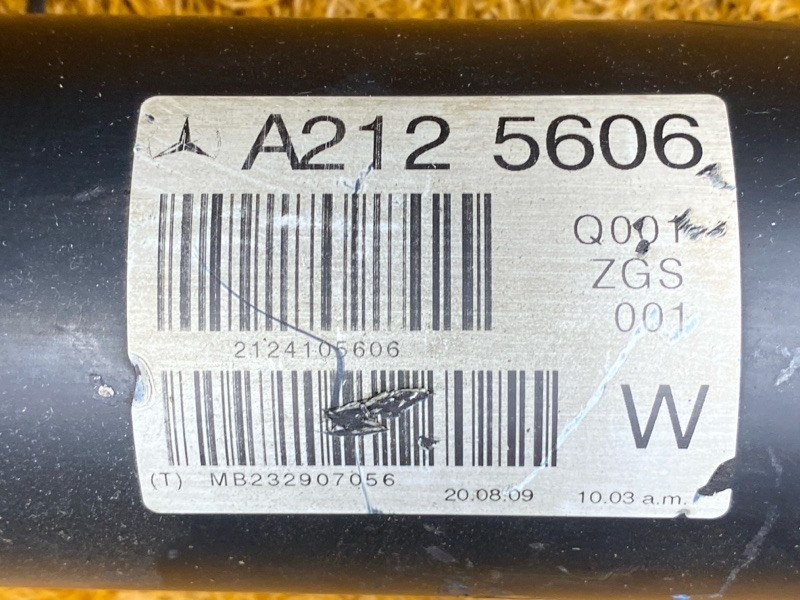 A212 5606
Q001
ZGS
001
2124105606
W
(T) MB232907056
20.08.09 10.03 a.m.